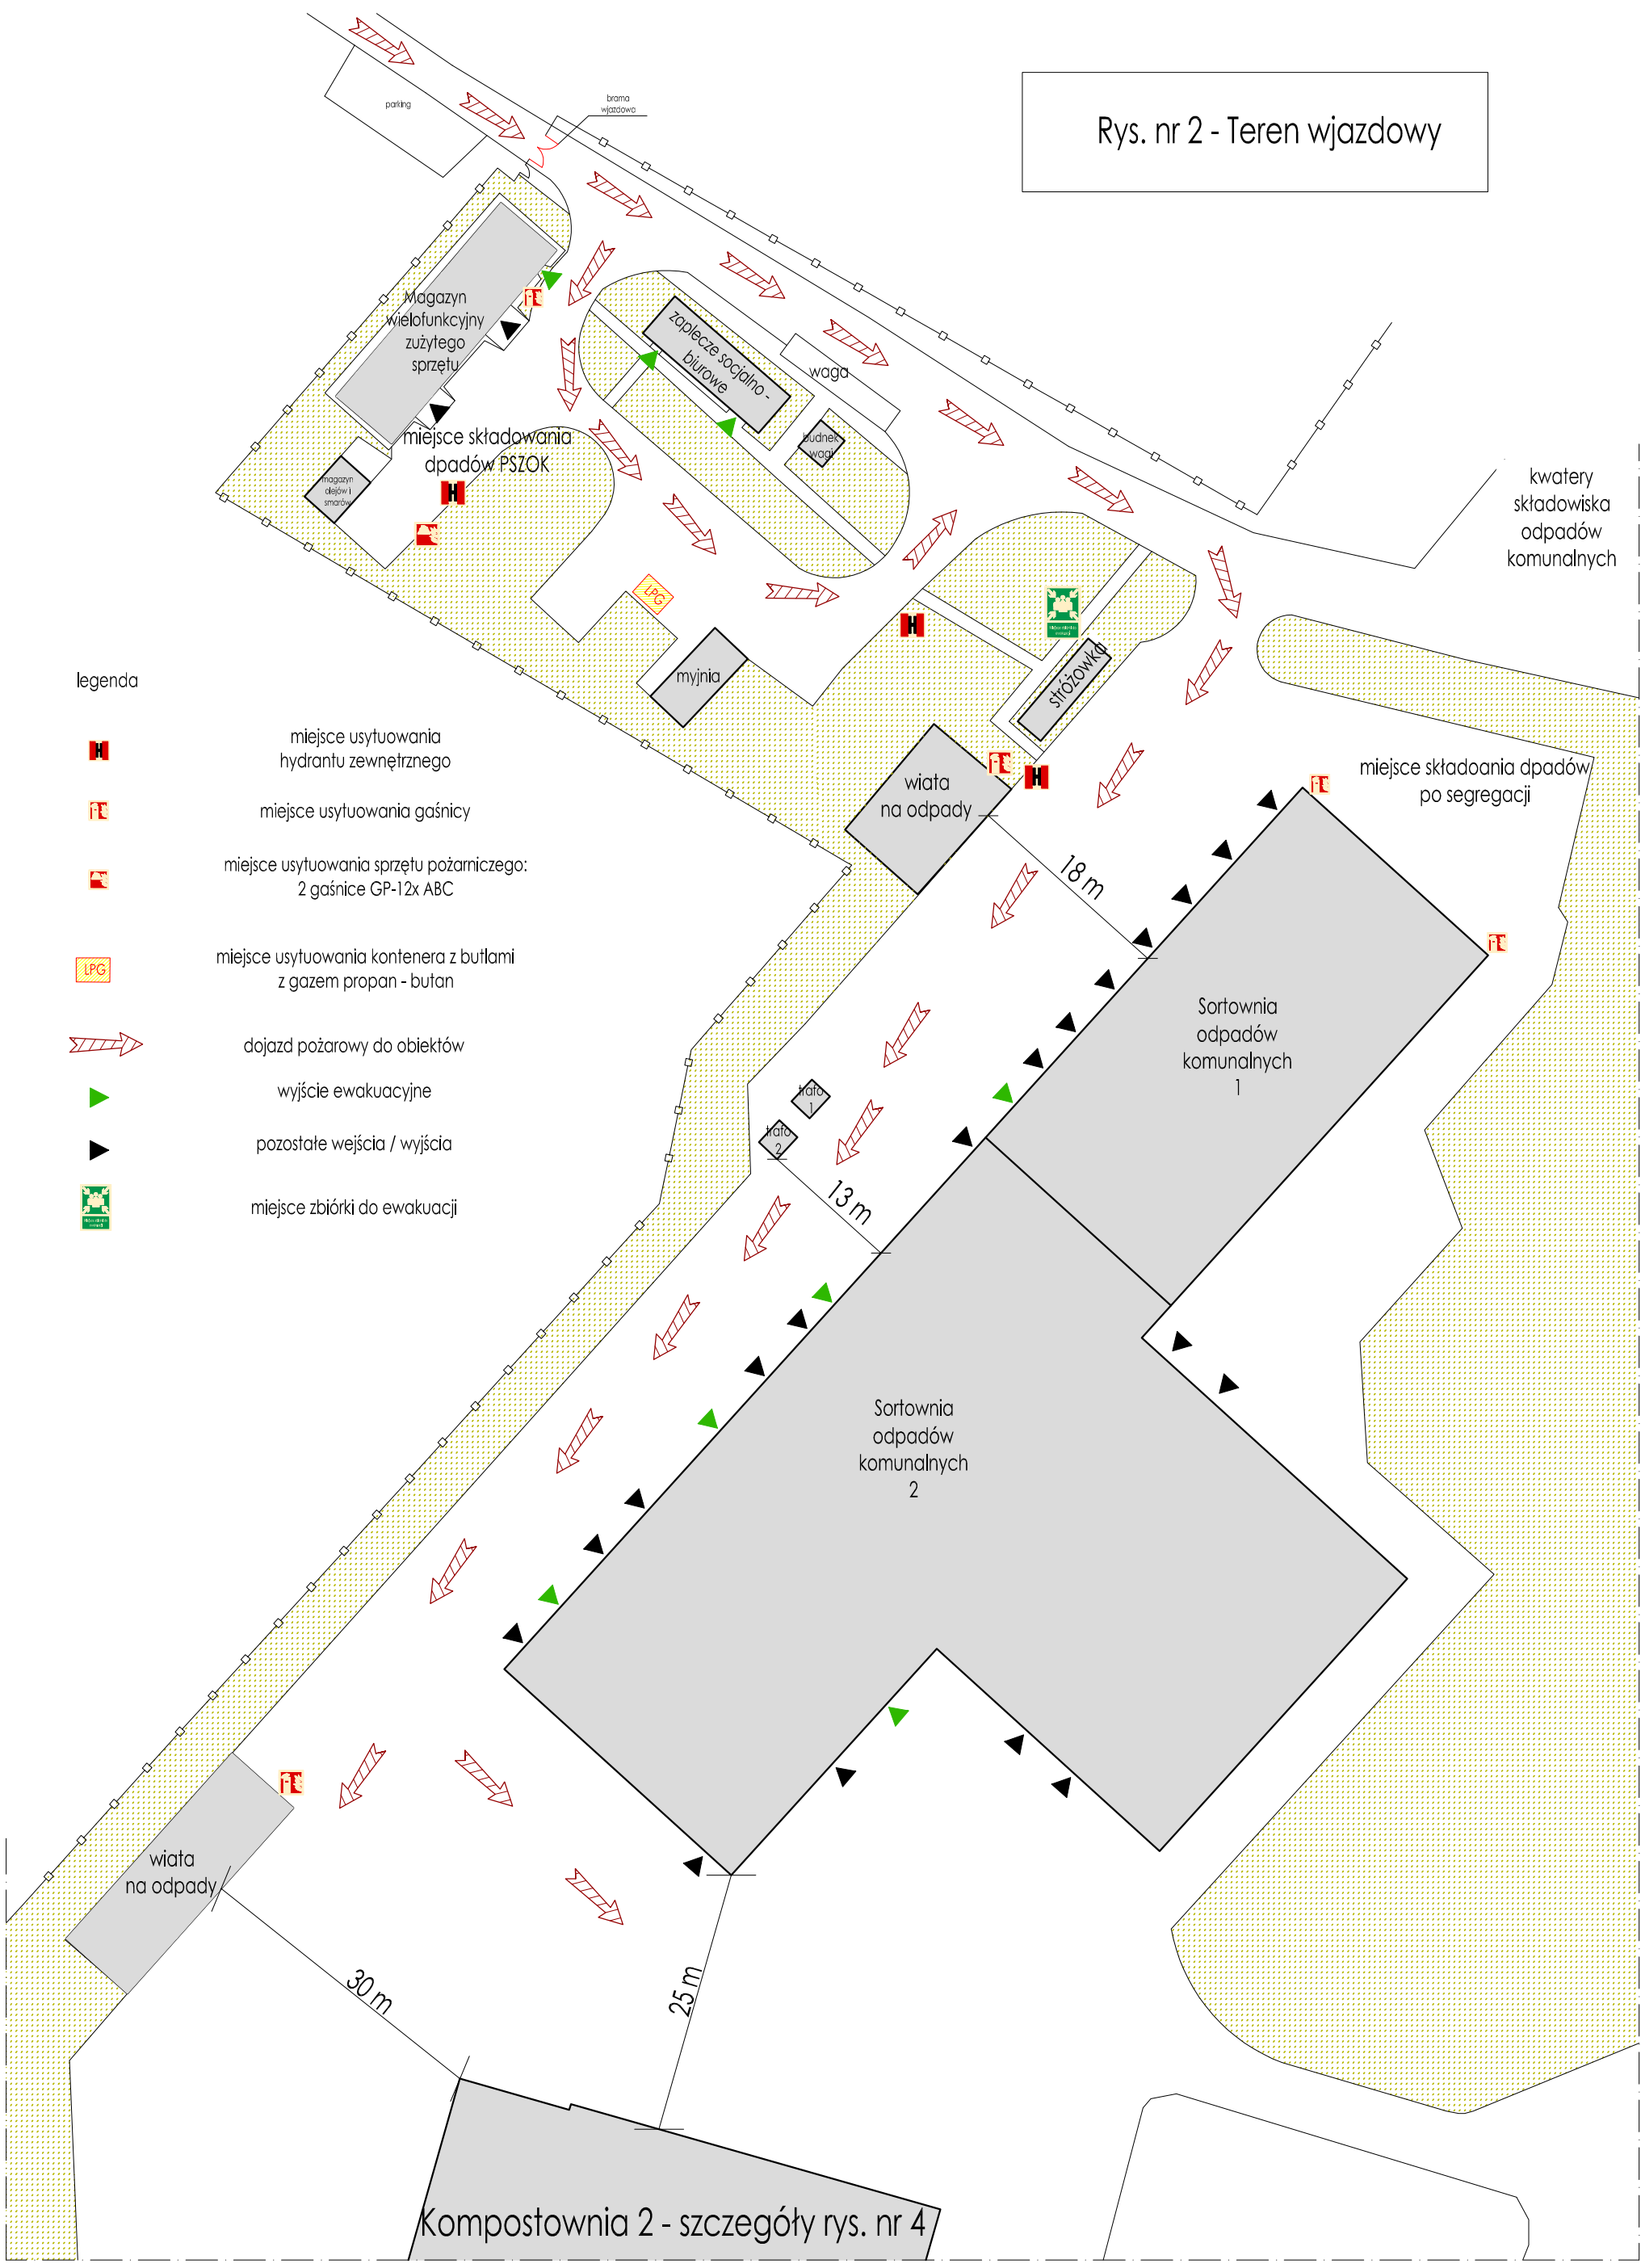 Rys. nr 2 - Teren wjazdowy
parking
brama
wjazdowa
Magazyn
wielofunkcyjny
zużytego
sprzętu
zaplecze socjalno -
biurowe
waga
budnek
wagi
miejsce składowania
dpadów PSZOK
magazyn
olejów i
smarów
kwatery
składowiska
odpadów
komunalnych
LPG
myjnia
stróżówka
wiata
na odpady
miejsce składoania dpadów
po segregacji
18 m
Sortownia
odpadów
komunalnych
1
trafo
1
trafo
2
13 m
Sortownia
odpadów
komunalnych
2
wiata
na odpady
30 m
25 m
Kompostownia 2 - szczegóły rys. nr 4
legenda
miejsce usytuowania
hydrantu zewnętrznego
miejsce usytuowania gaśnicy
miejsce usytuowania sprzętu pożarniczego:
2 gaśnice GP-12x ABC
LPG
miejsce usytuowania kontenera z butlami
z gazem propan - butan
dojazd pożarowy do obiektów
wyjście ewakuacyjne
pozostałe wejścia / wyjścia
miejsce zbiórki do ewakuacji